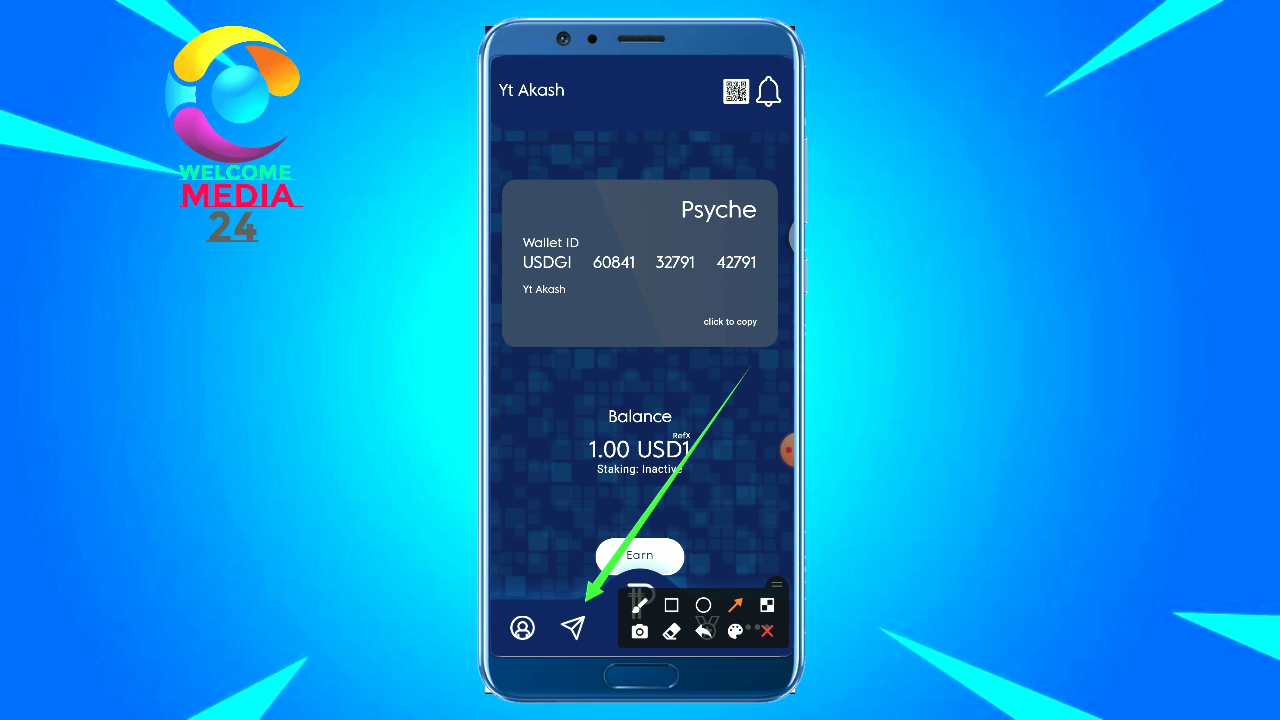 WELCOME
MEDIA
24
Yt Akash
Psyche
Wallet ID
USDGI 60841 32791 42791
Yt Akash
click to copy
Balance
RefX
1.00 USD1
Staking: Inactive
Earn